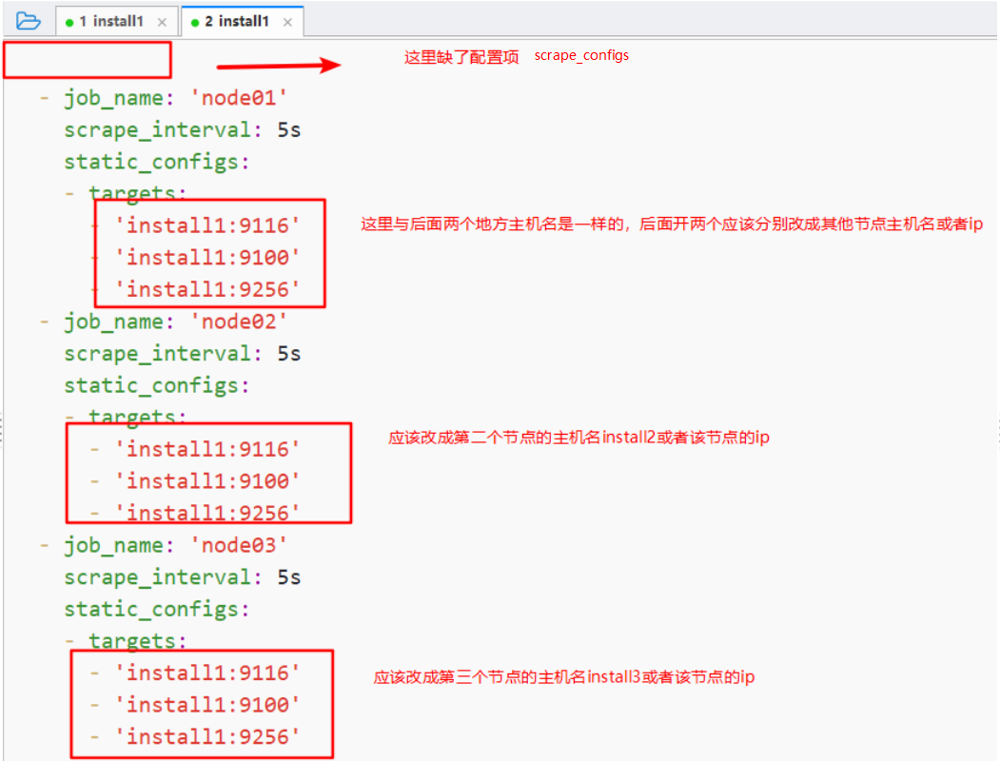 1 install1 ×
2 install1 ×
这里缺了配置项 scrape_configs
- job_name: 'node01'
scrape_interval: 5s
static_configs:
- targets:
- 'install1:9116'
这里与后面两个地方主机名是一样的，后面开两个应该分别改成其他节点主机名或者ip
- 'install1:9100'
- 'install1:9256'
- job_name: 'node02'
scrape_interval: 5s
static_configs:
- targets:
- 'install1:9116'
应该改成第二个节点的主机名install2或者该节点的ip
- 'install1:9100'
- 'install1:9256'
- job_name: 'node03'
scrape_interval: 5s
static_configs:
- targets:
- 'install1:9116'
应该改成第三个节点的主机名install3或者该节点的ip
- 'install1:9100'
- 'install1:9256'